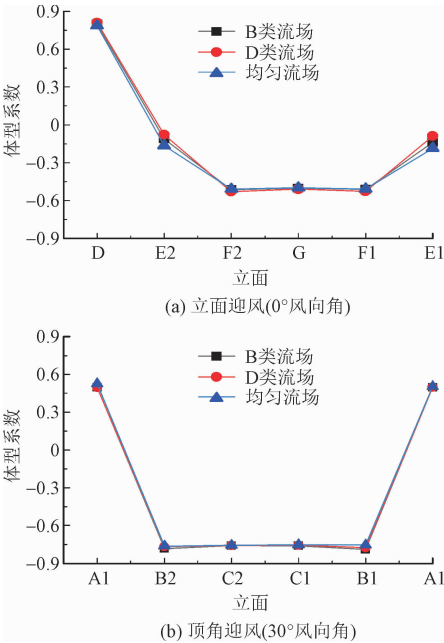 0.9
0.6
0.3
0
−0.3
−0.6
−0.9
体型系数
B类流场
D类流场
均匀流场
D E2 F2 G F1 E1
立面
(a) 立面迎风(0°风向角)
0.9
0.6
0.3
0
−0.3
−0.6
−0.9
体型系数
B类流场
D类流场
均匀流场
A1 B2 C2 C1 B1 A1
立面
(b) 顶角迎风(30°风向角)